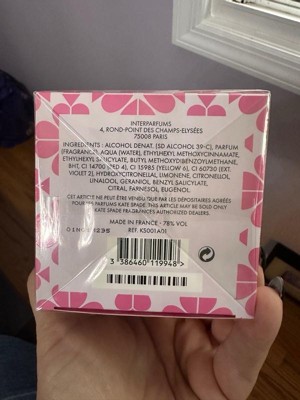 INTERPARFUMS
4, ROND-POINT DES CHAMPS-ELYSÉES
75008 PARIS
INGREDIENTS : ALCOHOL DENAT. (SD ALCOHOL 39-C), PARFUM
(FRAGRANCE), AQUA (WATER), ETHYLHEXYL METHOXYCINNAMATE,
ETHYLHEXYL SALICYLATE, BUTYL METHOXYDIBENZOYLMETHANE,
BHT, CI 14700 (RED 4), CI 15985 (YELLOW 6), CI 60730 (EXT.
VIOLET 2), HYDROXYCITRONELLAL, LIMONENE, CITRONELLOL,
LINALOOL, GERANIOL, BENZYL SALICYLATE,
CITRAL, FARNESOL, EUGENOL.
CET ARTICLE NE PEUT ÊTRE VENDU QUE PAR LES DÉPOSITAIRES AGRÉÉS
POUR LES PARFUMS KATE SPADE. THIS ARTICLE MAY BE SOLD ONLY
BY KATE SPADE FRAGRANCES AUTHORIZED DEALERS.
MADE IN FRANCE - 78% VOL
REF. KS001A01
3 386460 119948 >